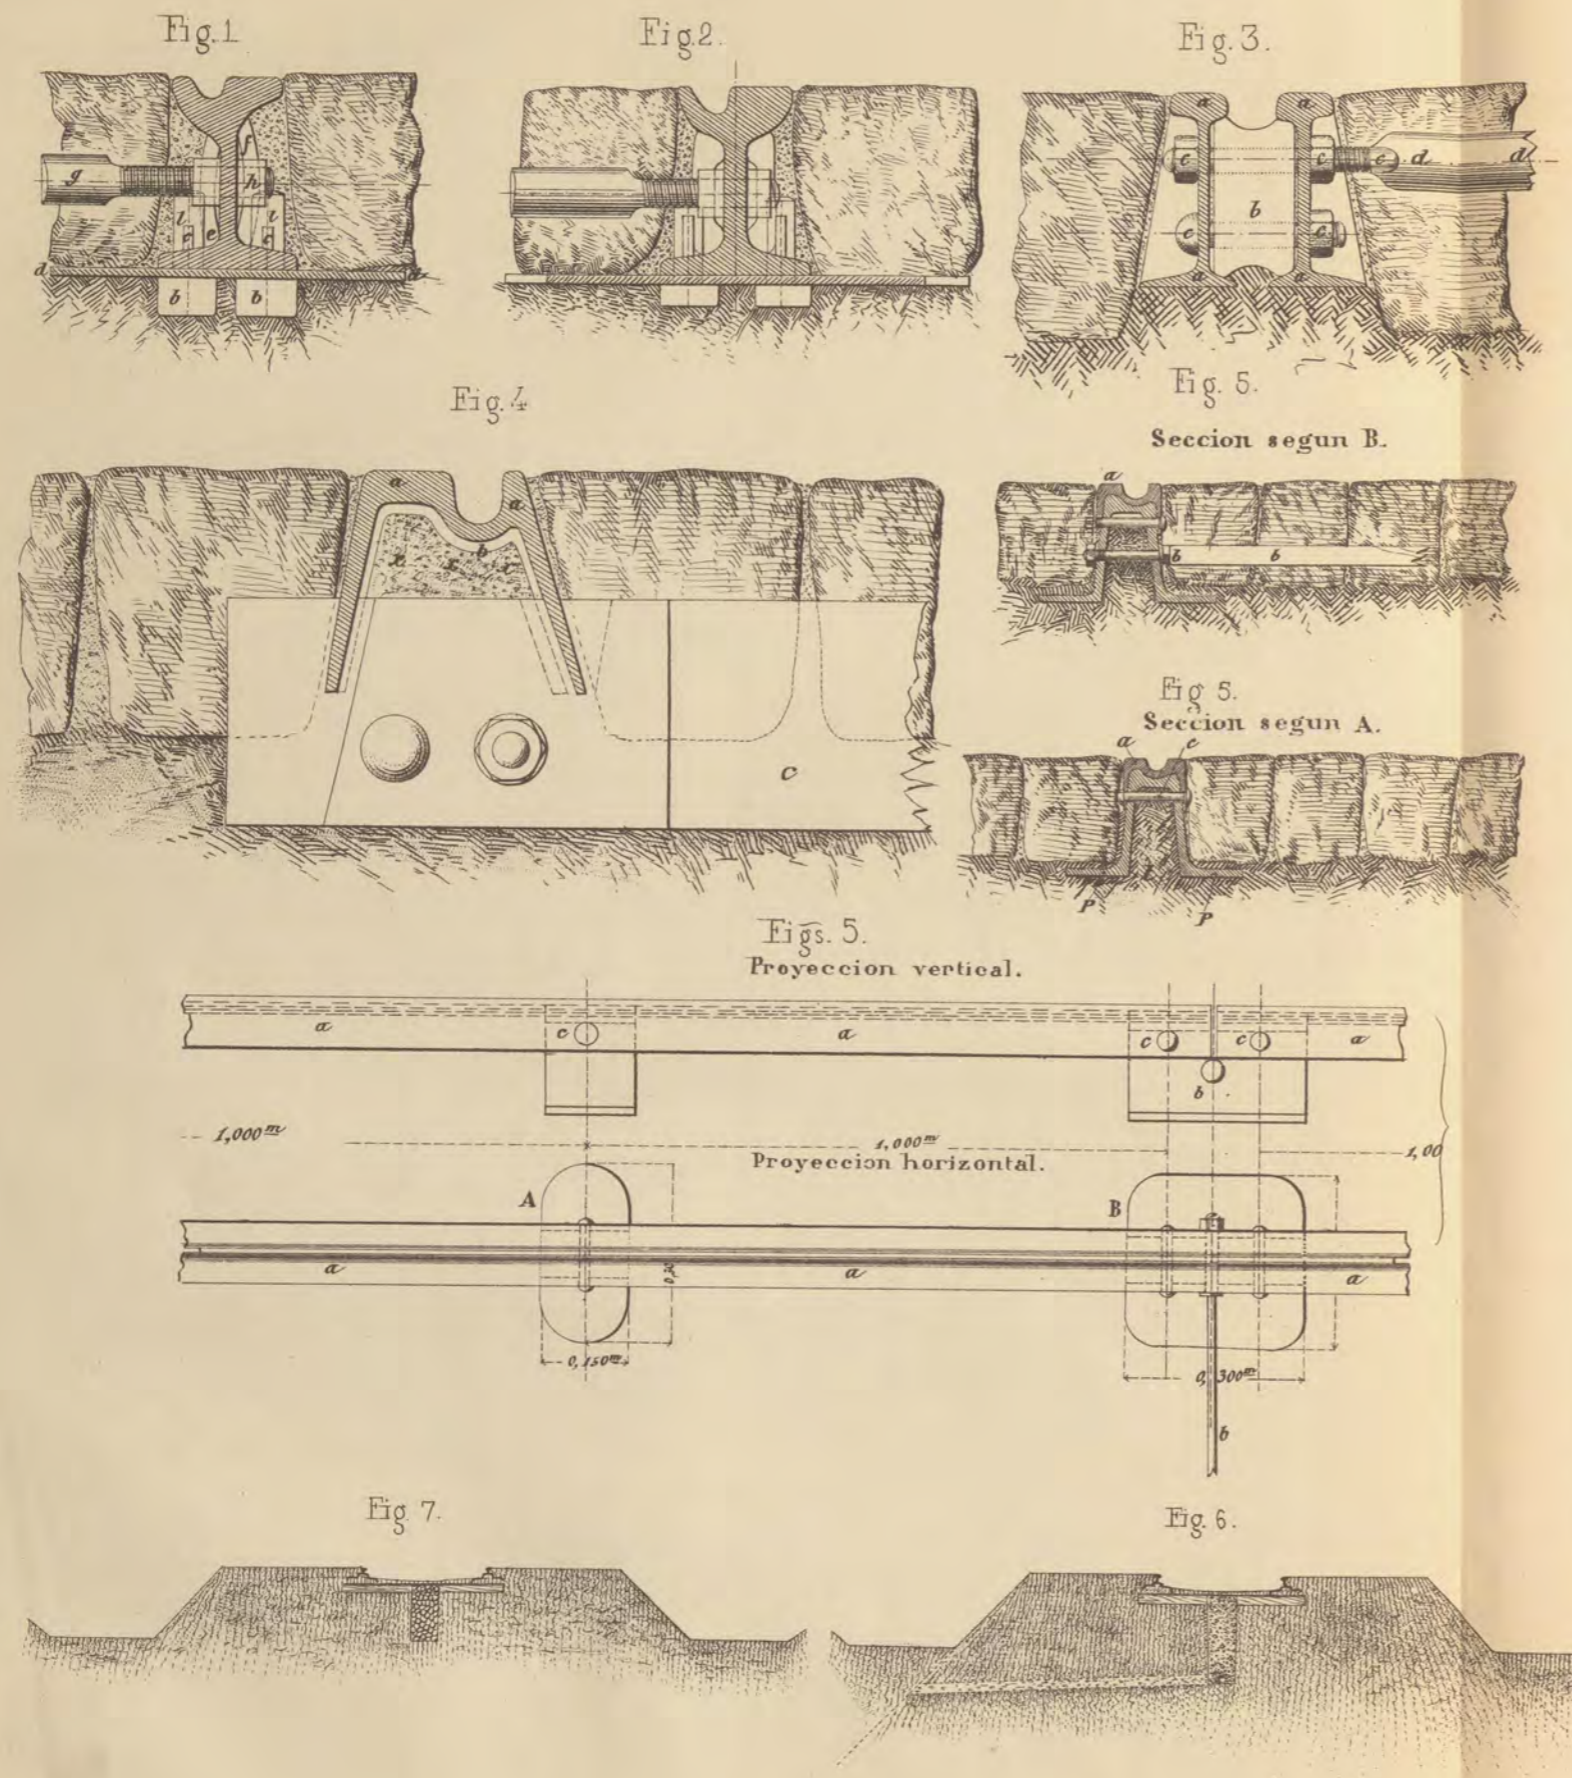 Fig. 1
Fig. 2.
Fig. 3.
g
f
h
l
l
e
e
e
d
b
b
a
a
c
c
c
d
d
b
c
c
a
a
Fig. 4
a
a
b
x
c
Fig. 5.
Seccion segun B.
a
b
b
Fig 5.
Seccion segun A.
a
c
t
P
P
Figs. 5.
Proyeccion vertical.
a
c
a
c
c
a
b
1,000m
1,000m
1,00
Proyeccion horizontal.
A
B
a
a
a
0,150m
0,300m
b
Fig 7.
Fig. 6.